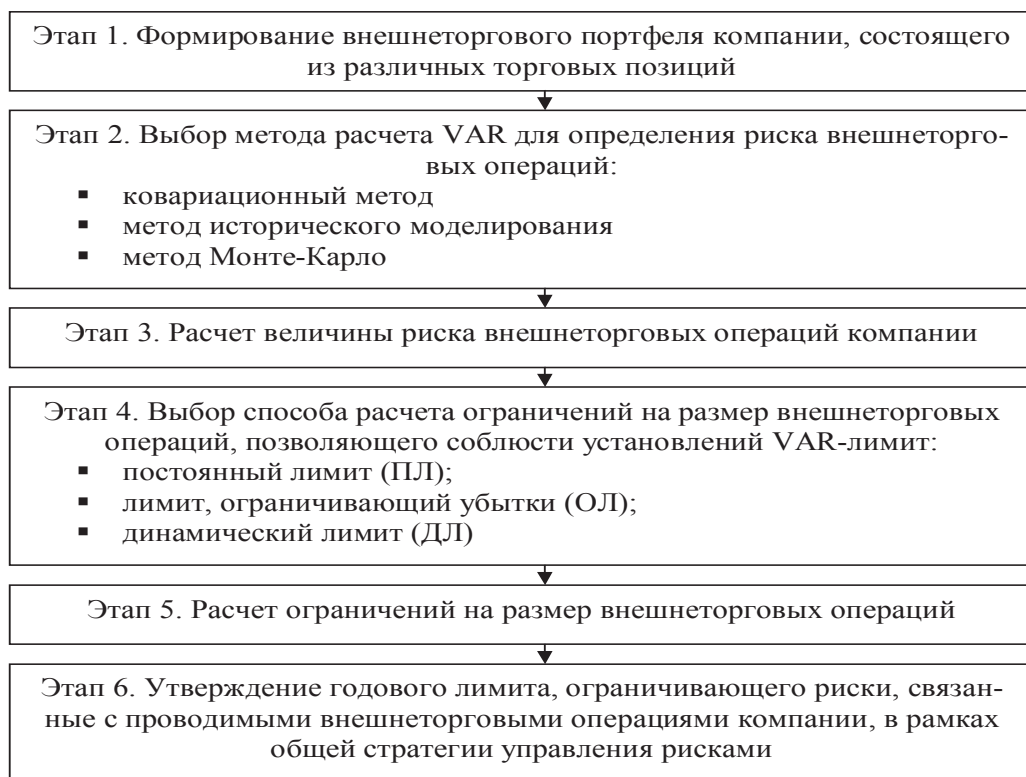 Этап 1. Формирование внешнеторгового портфеля компании, состоящего
из различных торговых позиций
Этап 2. Выбор метода расчета VAR для определения риска внешнеторго-
вых операций:
▪ ковариационный метод
▪ метод исторического моделирования
▪ метод Монте-Карло
Этап 3. Расчет величины риска внешнеторговых операций компании
Этап 4. Выбор способа расчета ограничений на размер внешнеторговых
операций, позволяющего соблюсти установлений VAR-лимит:
▪ постоянный лимит (ПЛ);
▪ лимит, ограничивающий убытки (ОЛ);
▪ динамический лимит (ДЛ)
Этап 5. Расчет ограничений на размер внешнеторговых операций
Этап 6. Утверждение годового лимита, ограничивающего риски, связан-
ные с проводимыми внешнеторговыми операциями компании, в рамках
общей стратегии управления рисками